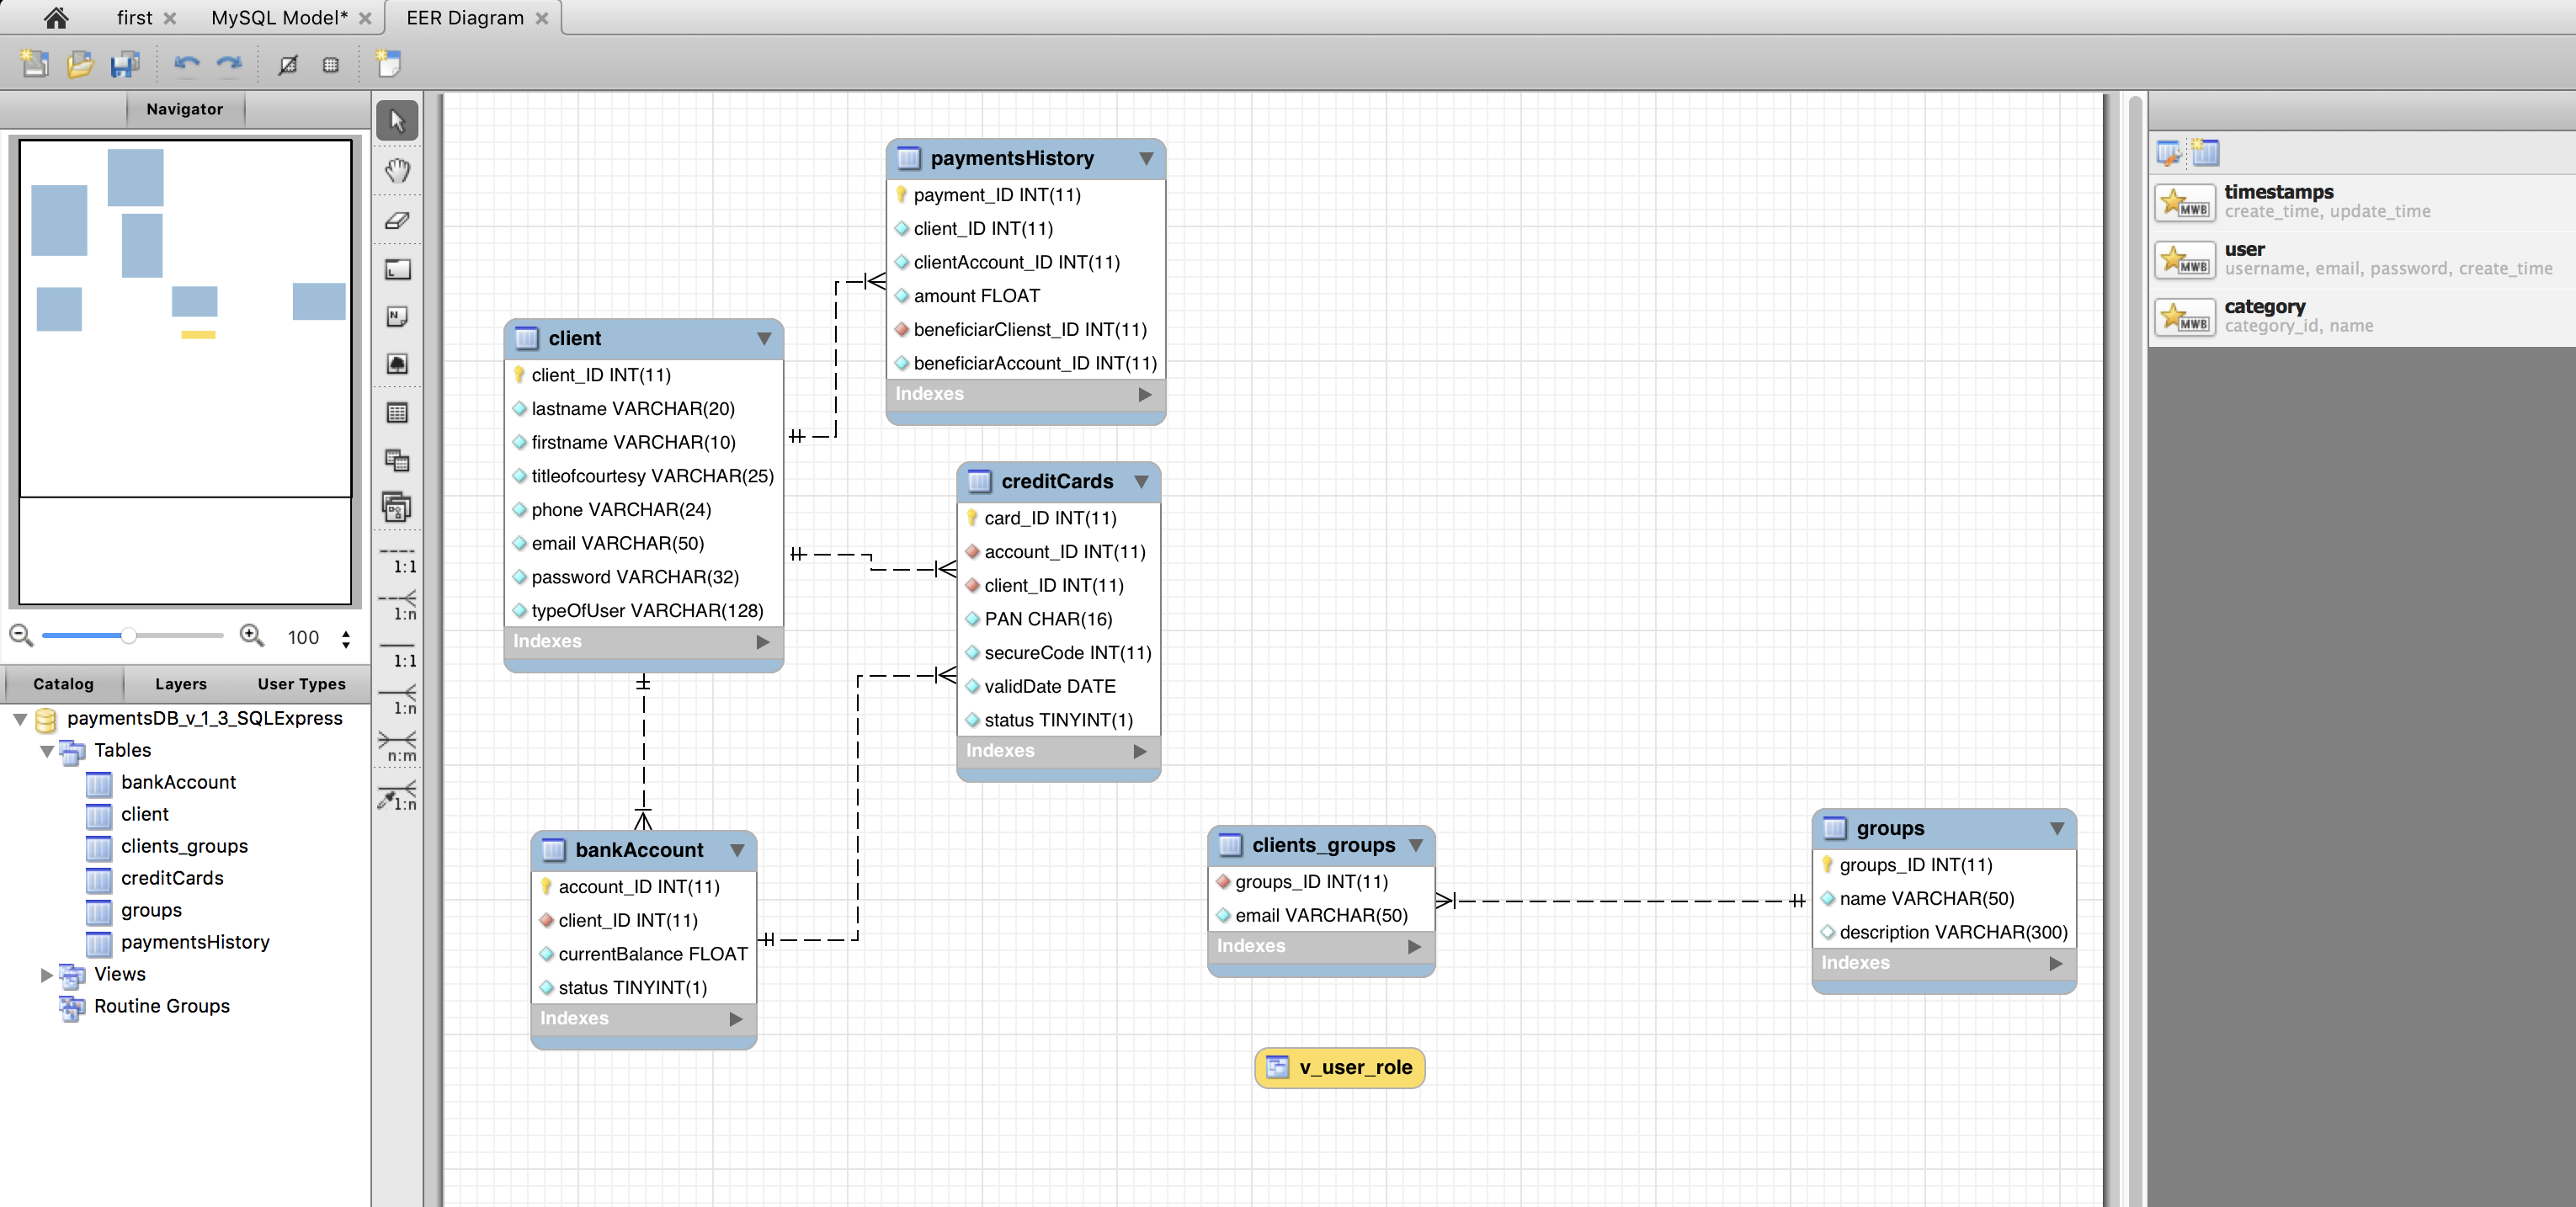 first
MySQL Model*
EER Diagram
Navigator
100
Catalog
Layers
User Types
paymentsDB_v_1_3_SQLExpress
Tables
bankAccount
client
clients_groups
creditCards
groups
paymentsHistory
Views
Routine Groups
1:1
1:n
1:1
1:n
n:m
1:n
paymentsHistory
payment_ID INT(11)
client_ID INT(11)
clientAccount_ID INT(11)
amount FLOAT
beneficiarClienst_ID INT(11)
beneficiarAccount_ID INT(11)
Indexes
client
client_ID INT(11)
lastname VARCHAR(20)
firstname VARCHAR(10)
titleofcourtesy VARCHAR(25)
phone VARCHAR(24)
email VARCHAR(50)
password VARCHAR(32)
typeOfUser VARCHAR(128)
Indexes
creditCards
card_ID INT(11)
account_ID INT(11)
client_ID INT(11)
PAN CHAR(16)
secureCode INT(11)
validDate DATE
status TINYINT(1)
Indexes
bankAccount
account_ID INT(11)
client_ID INT(11)
currentBalance FLOAT
status TINYINT(1)
Indexes
clients_groups
groups_ID INT(11)
email VARCHAR(50)
Indexes
groups
groups_ID INT(11)
name VARCHAR(50)
description VARCHAR(300)
Indexes
v_user_role
MWB
timestamps
create_time, update_time
MWB
user
username, email, password, create_time
MWB
category
category_id, name